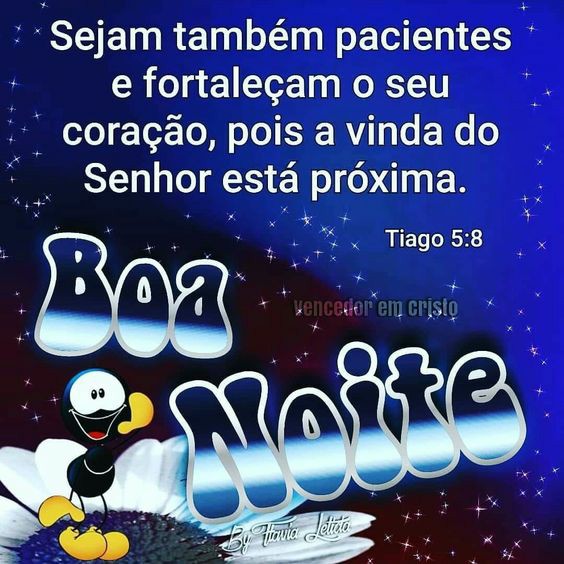 Sejam também pacientes
e fortaleçam o seu
coração, pois a vinda do
Senhor está próxima.
Tiago 5:8
Boa
vencedor em cristo
Noite
By Flavia Letícia